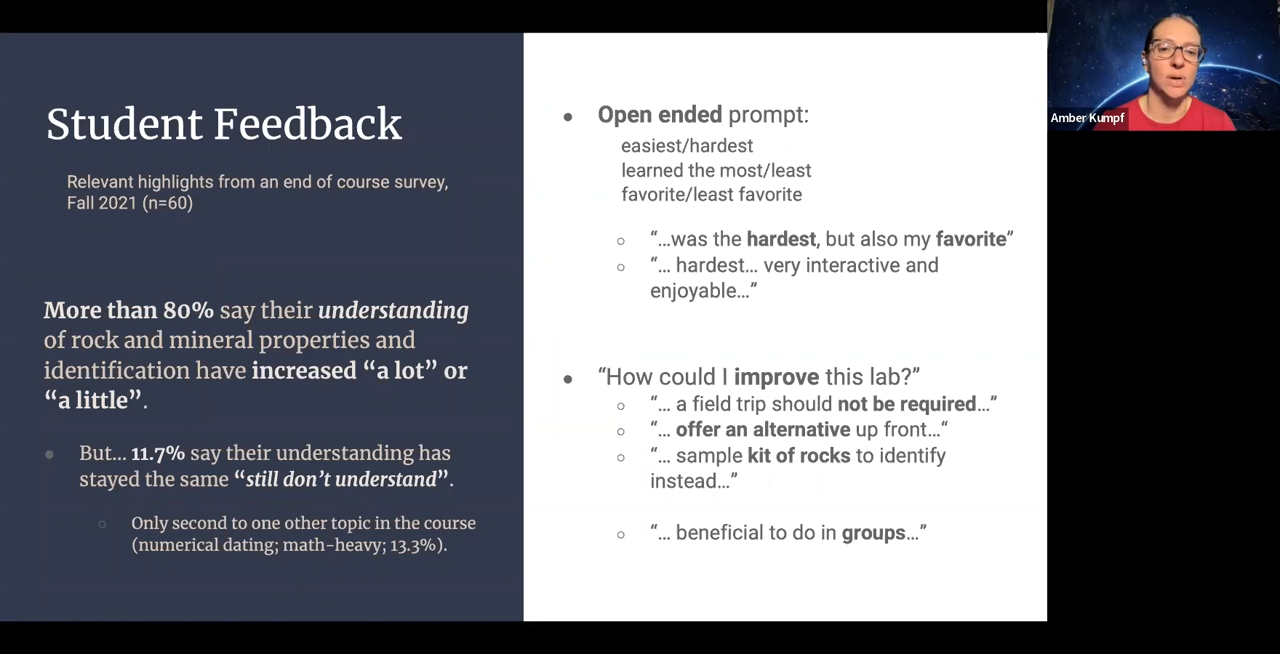 Student Feedback
Relevant highlights from an end of course survey,
Fall 2021 (n=60)
More than 80% say their understanding
of rock and mineral properties and
identification have increased “a lot” or
“a little”.
But... 11.7% say their understanding has
stayed the same “still don’t understand”.
Only second to one other topic in the course
(numerical dating; math-heavy; 13.3%).
Open ended prompt:
easiest/hardest
learned the most/least
favorite/least favorite
“...was the hardest, but also my favorite”
“... hardest... very interactive and
enjoyable...”
“How could I improve this lab?”
“... a field trip should not be required...”
“... offer an alternative up front...“
“... sample kit of rocks to identify
instead...”
“... beneficial to do in groups...”
Amber Kumpf